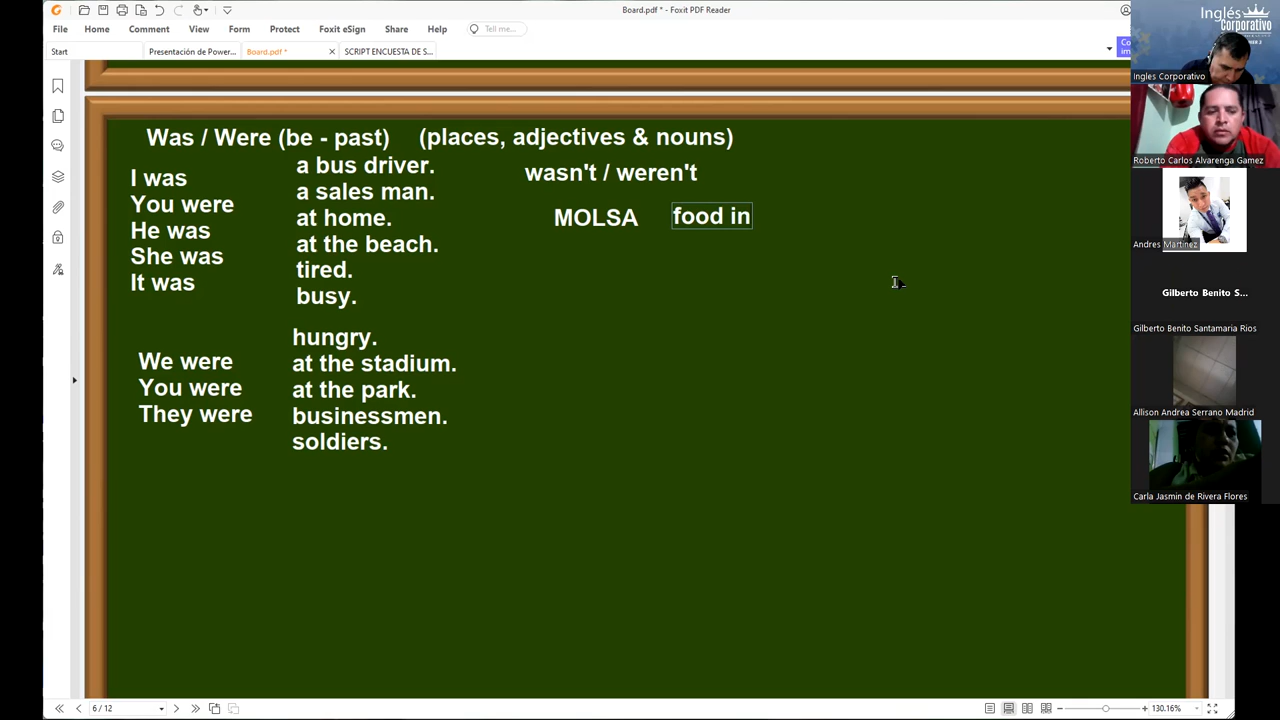 Board.pdf * - Foxit PDF Reader
File Home Comment View Form Protect Foxit eSign Share Help Tell me...
Start Presentación de Power... Board.pdf * SCRIPT ENCUESTA DE S...
Was / Were (be - past) (places, adjectives & nouns)
I was
You were
He was
She was
It was
a bus driver.
a sales man.
at home.
at the beach.
tired.
busy.
wasn't / weren't
MOLSA food in
We were
You were
They were
hungry.
at the stadium.
at the park.
businessmen.
soldiers.
6 / 12
130.16%
Inglés
Corporativo
Ingles Corporativo
Roberto Carlos Alvarenga Gamez
Andres Martinez
Gilberto Benito S...
Gilberto Benito Santamaria Rios
Allison Andrea Serrano Madrid
Carla Jasmin de Rivera Flores